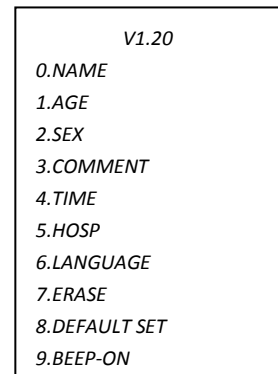 V1.20
0.NAME
1.AGE
2.SEX
3.COMMENT
4.TIME
5.HOSP
6.LANGUAGE
7.ERASE
8.DEFAULT SET
9.BEEP-ON